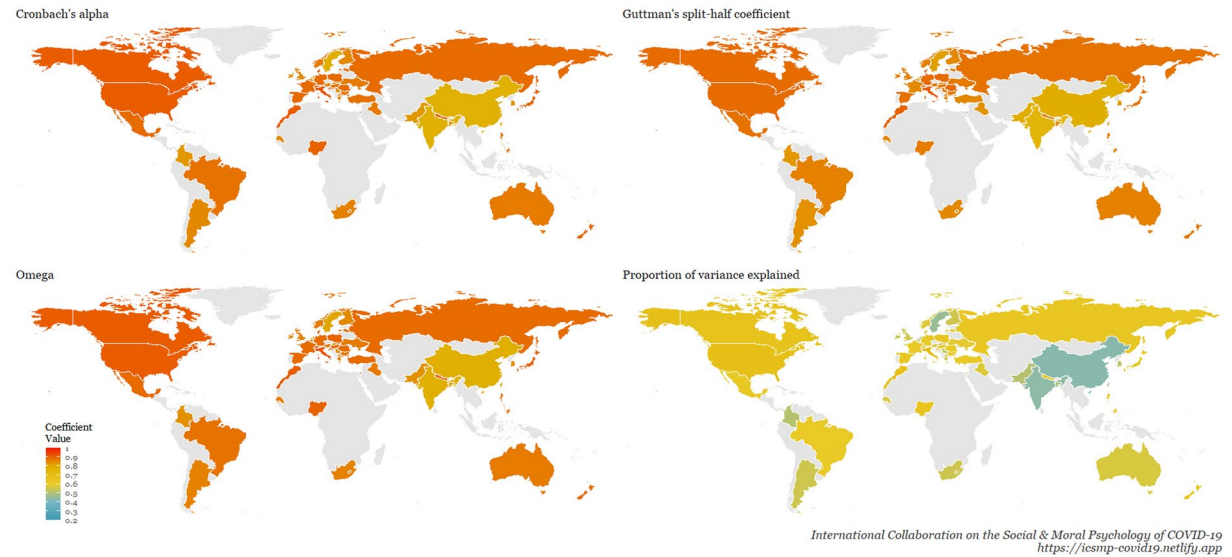 Cronbach's alpha
Guttman's split-half coefficient
Omega
Proportion of variance explained
Coefficient
Value
1
0.9
0.8
0.7
0.6
0.5
0.4
0.3
0.2
International Collaboration on the Social & Moral Psychology of COVID-19
https://icsmp-covid19.netlify.app